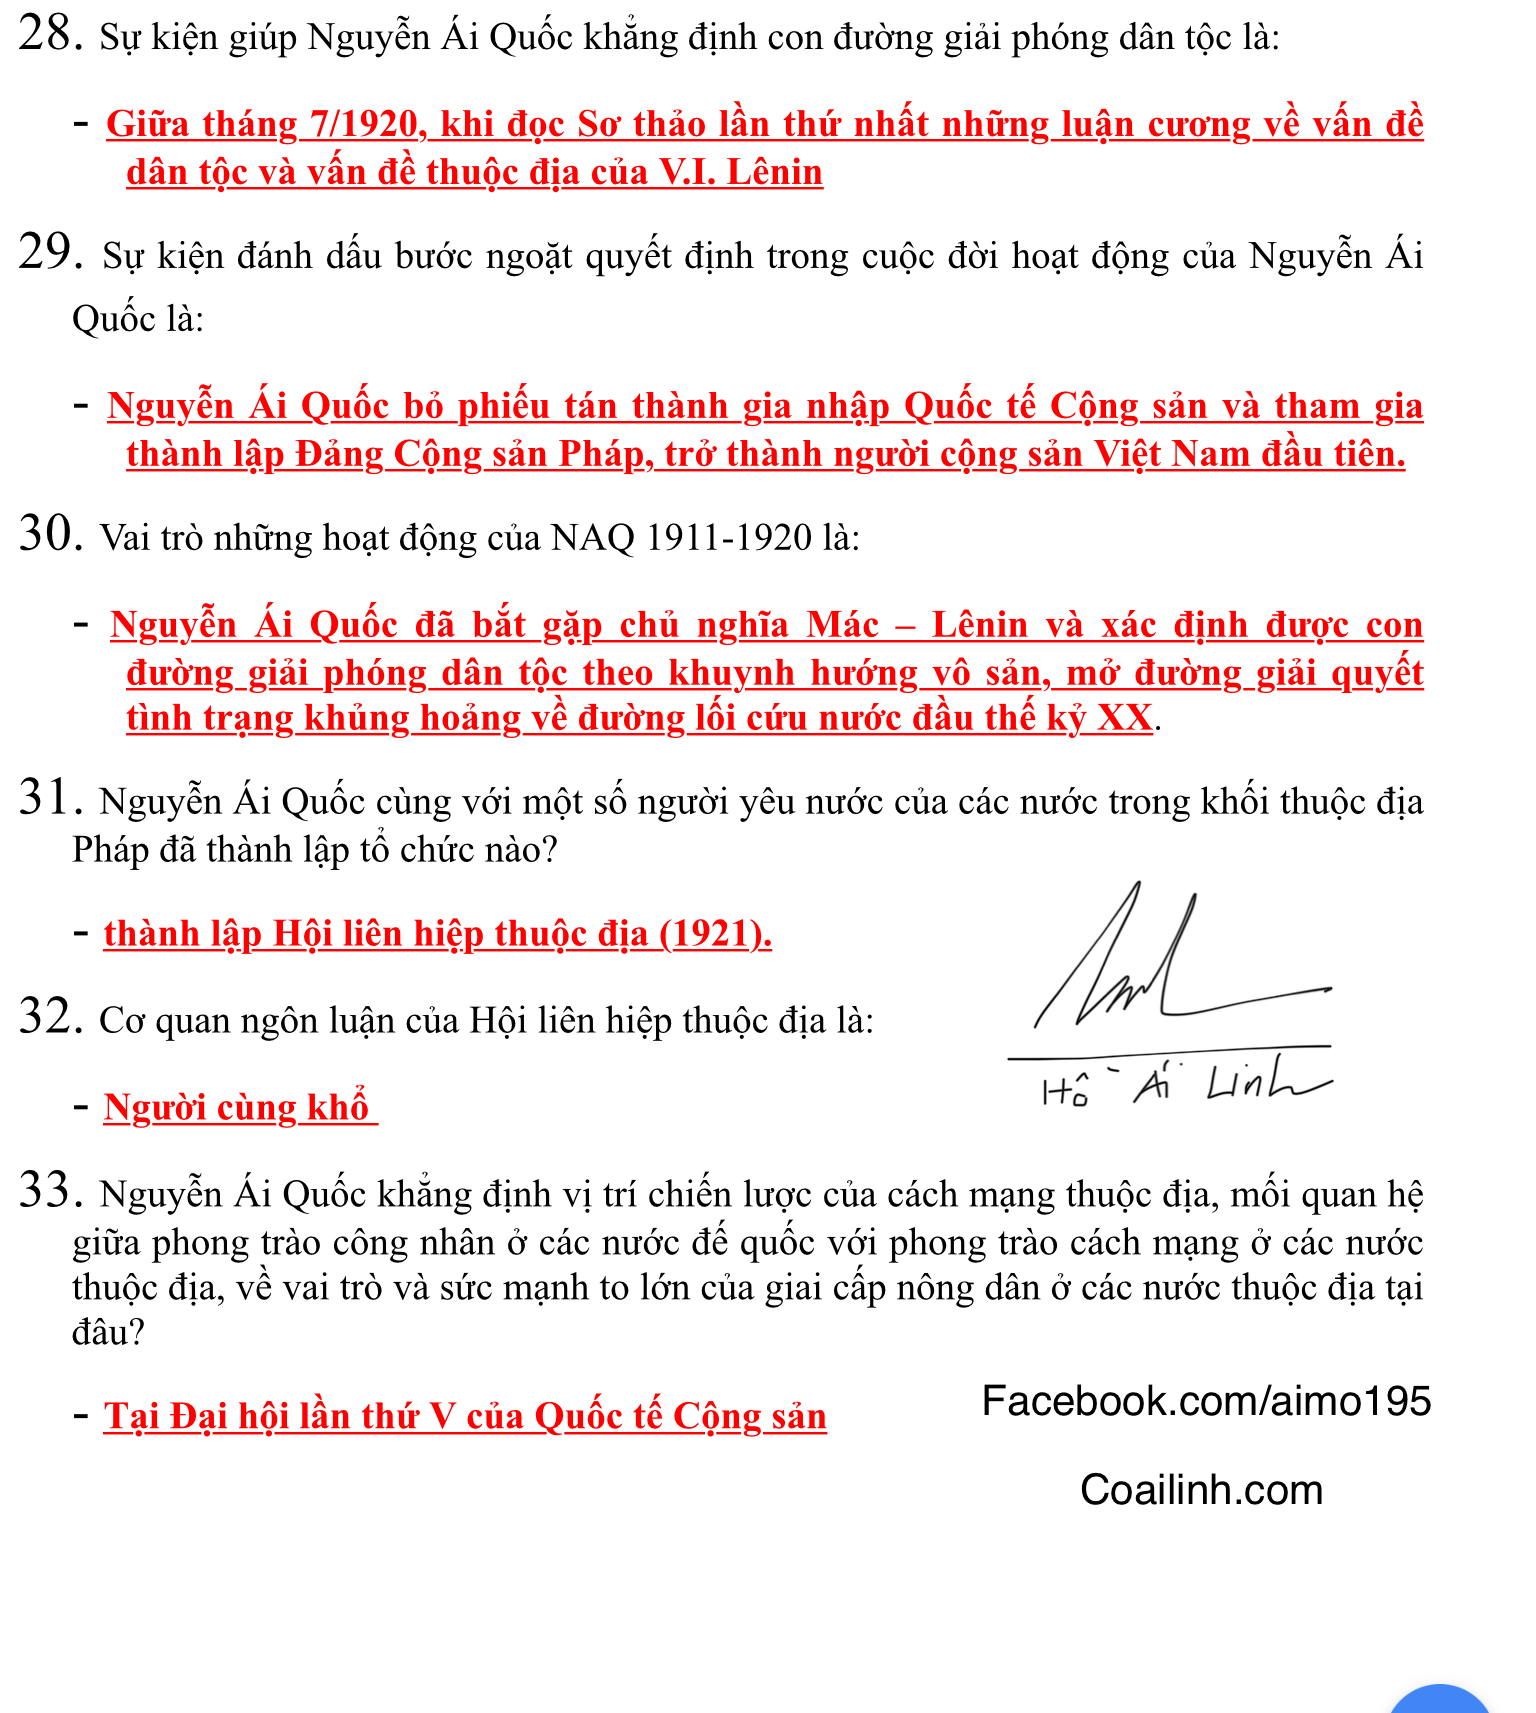 28. Sự kiện giúp Nguyễn Ái Quốc khẳng định con đường giải phóng dân tộc là:
- Giữa tháng 7/1920, khi đọc Sơ thảo lần thứ nhất những luận cương về vấn đề
dân tộc và vấn đề thuộc địa của V.I. Lênin
29. Sự kiện đánh dấu bước ngoặt quyết định trong cuộc đời hoạt động của Nguyễn Ái
Quốc là:
- Nguyễn Ái Quốc bỏ phiếu tán thành gia nhập Quốc tế Cộng sản và tham gia
thành lập Đảng Cộng sản Pháp, trở thành người cộng sản Việt Nam đầu tiên.
30. Vai trò những hoạt động của NAQ 1911-1920 là:
- Nguyễn Ái Quốc đã bắt gặp chủ nghĩa Mác – Lênin và xác định được con
đường giải phóng dân tộc theo khuynh hướng vô sản, mở đường giải quyết
tình trạng khủng hoảng về đường lối cứu nước đầu thế kỷ XX.
31. Nguyễn Ái Quốc cùng với một số người yêu nước của các nước trong khối thuộc địa
Pháp đã thành lập tổ chức nào?
- thành lập Hội liên hiệp thuộc địa (1921).
32. Cơ quan ngôn luận của Hội liên hiệp thuộc địa là:
Hồ Ái Linh
- Người cùng khổ
33. Nguyễn Ái Quốc khẳng định vị trí chiến lược của cách mạng thuộc địa, mối quan hệ
giữa phong trào công nhân ở các nước đế quốc với phong trào cách mạng ở các nước
thuộc địa, về vai trò và sức mạnh to lớn của giai cấp nông dân ở các nước thuộc địa tại
đâu?
- Tại Đại hội lần thứ V của Quốc tế Cộng sản
Facebook.com/aimo195
Coailinh.com